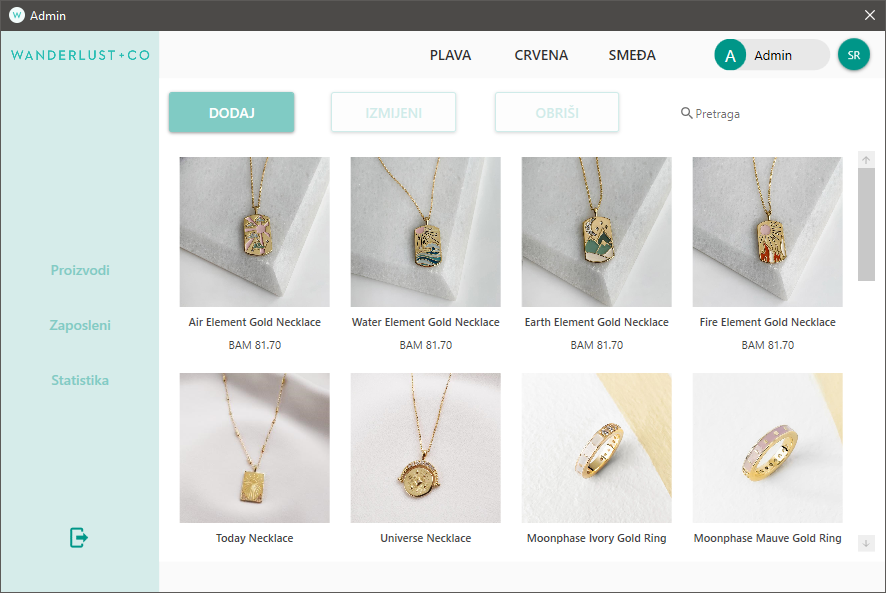 W Admin
WANDERLUST+CO
PLAVA CRVENA SMEĐA
A Admin SR
DODAJ IZMIJENI OBRIŠI Pretraga
Proizvodi
Zaposleni
Statistika
Air Element Gold Necklace
BAM 81.70
Water Element Gold Necklace
BAM 81.70
Earth Element Gold Necklace
BAM 81.70
Fire Element Gold Necklace
BAM 81.70
Today Necklace
Universe Necklace
Moonphase Ivory Gold Ring
Moonphase Mauve Gold Ring